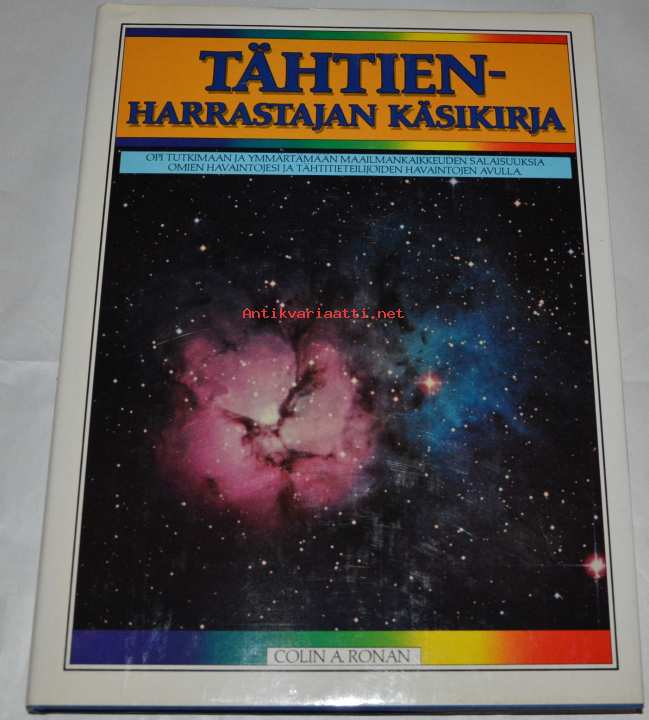 TÄHTIEN-
HARRASTAJAN KÄSIKIRJA
OPI TUTKIMAAN JA YMMÄRTÄMÄÄN MAAILMANKAIKKEUDEN SALAISUUKSIA
OMIEN HAVAINTOJESI JA TÄHTITIETEILIJÖIDEN HAVAINTOJEN AVULLA.
Antikvariaatti.net
COLIN A. RONAN